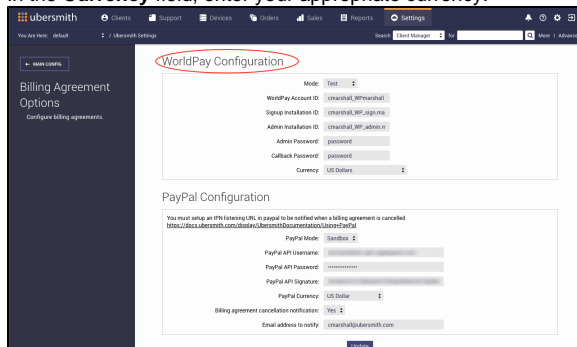 In the Currency field, enter your appropriate currency.
ubersmith Clients Support Devices Orders Sales Reports Settings
You Are Here: default / Ubersmith Settings Search Client Manager for More | Advance
← MAIN CONFIG
Billing Agreement
Options
Configure billing agreements.
WorldPay Configuration
Mode: Test
WorldPay Account ID: cmarshall_WPmarshall
Signup Installation ID: cmarshall_WP_sign.ma
Admin Installation ID: cmarshall_WP_admin.n
Admin Password: password
Callback Password: password
Currency: US Dollars
PayPal Configuration
You must setup an IPN listening URL in paypal to be notified when a billing agreement is cancelled
https://docs.ubersmith.com/display/UbersmithDocumentation/Using+PayPal
PayPal Mode: Sandbox
PayPal API Username:
PayPal API Password: ••••••••••••••
PayPal API Signature:
PayPal Currency: US Dollar
Billing agreement cancellation notification: Yes
Email address to notify: cmarshall@ubersmith.com
Update